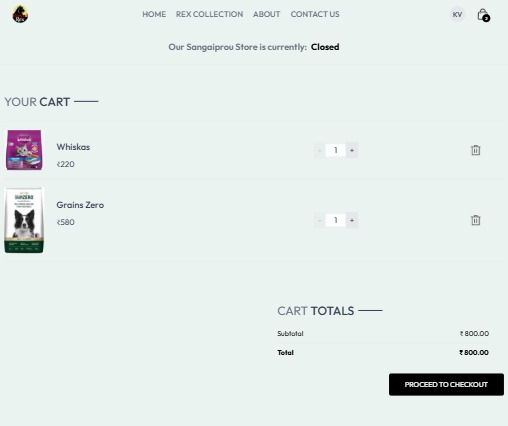 HOME REX COLLECTION ABOUT CONTACT US KV
2
Our Sangaiprou Store is currently: Closed
YOUR CART
Whiskas
₹220
- 1 +
Grains Zero
₹580
- 1 +
CART TOTALS
Subtotal ₹ 800.00
Total ₹ 800.00
PROCEED TO CHECKOUT